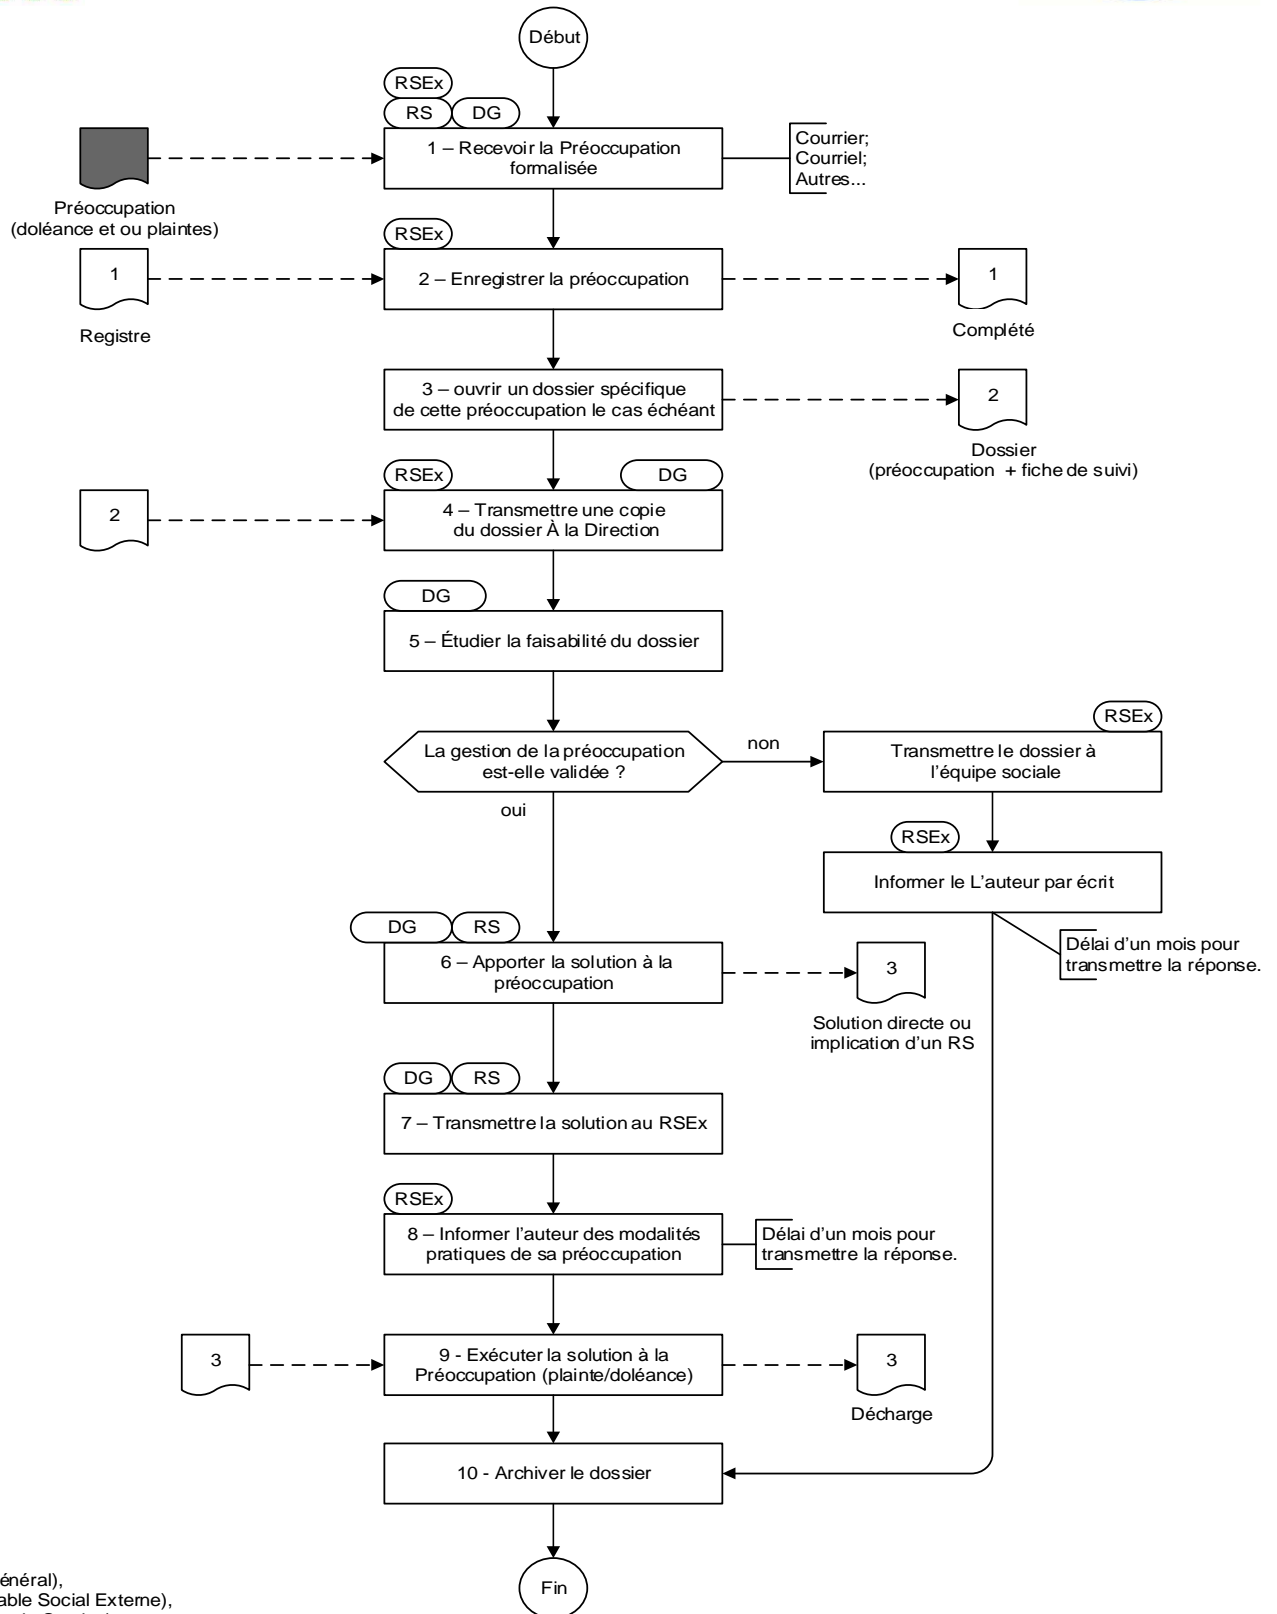 Début
RSEx
RS
DG
1 – Recevoir la Préoccupation
formalisée
Courrier;
Courriel;
Autres...
Préoccupation
(doléance et ou plaintes)
RSEx
1
2 – Enregistrer la préoccupation
1
Registre
Complété
3 – ouvrir un dossier spécifique
de cette préoccupation le cas échéant
2
Dossier
(préoccupation + fiche de suivi)
RSEx
DG
2
4 – Transmettre une copie
du dossier À la Direction
DG
5 – Étudier la faisabilité du dossier
La gestion de la préoccupation
est-elle validée ?
non
oui
RSEx
Transmettre le dossier à
l'équipe sociale
RSEx
Informer le L'auteur par écrit
Délai d'un mois pour
transmettre la réponse.
DG
RS
6 – Apporter la solution à la
préoccupation
3
Solution directe ou
implication d'un RS
DG
RS
7 – Transmettre la solution au RSEx
RSEx
8 – Informer l'auteur des modalités
pratiques de sa préoccupation
Délai d'un mois pour
transmettre la réponse.
3
9 - Exécuter la solution à la
Préoccupation (plainte/doléance)
3
Décharge
10 - Archiver le dossier
Fin
énéral),
able Social Externe),